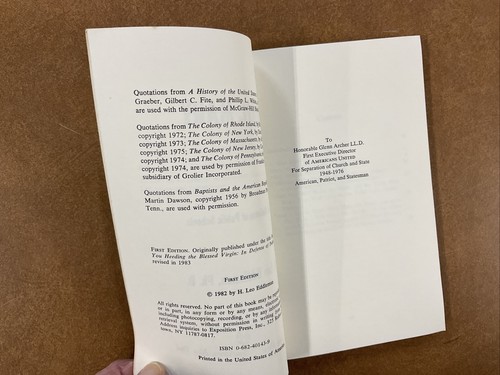 Quotations from A History of the United States
Graeber, Gilbert C. Fite, and Phillip L. White
are used with the permission of McGraw-Hill
Quotations from The Colony of Rhode Island,
copyright 1972; The Colony of New York, by
copyright 1973; The Colony of Massachusetts,
copyright 1975; The Colony of New Jersey, by
copyright 1974; and The Colony of Pennsylvania
copyright 1974, are used by permission of
subsidiary of Grolier Incorporated.
Quotations from Baptists and the American
Martin Dawson, copyright 1956 by Broadman
Tenn., are used with permission.
FIRST EDITION. Originally published under the
You Heeding the Blessed Virgin: In Defense of
revised in 1983
FIRST EDITION
© 1982 by H. Leo Eddleman
All rights reserved. No part of this book may be
or in part, in any form or by any means,
including photocopying, recording, or by any
retrieval system, without permission in writing
Address inquiries to Exposition Press, Inc., 325
town, NY 11787-0817.
ISBN 0-682-40143-9
Printed in the United States of America
To
Honorable Glenn Archer LL.D.
First Executive Director
of AMERICANS UNITED
For Separation of Church and State
1948-1976
American, Patriot, and Statesman